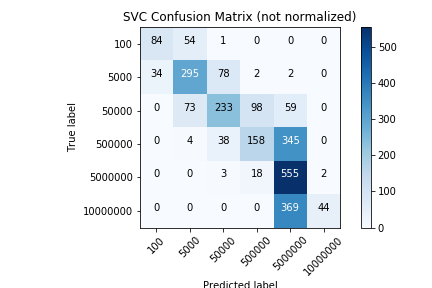 SVC Confusion Matrix (not normalized)
True label
100 84 54 1 0 0 0
5000 34 295 78 2 2 0
50000 0 73 233 98 59 0
500000 0 4 38 158 345 0
5000000 0 0 3 18 555 2
10000000 0 0 0 0 369 44
100 5000 50000 500000 5000000 10000000
Predicted label
500
400
300
200
100
0